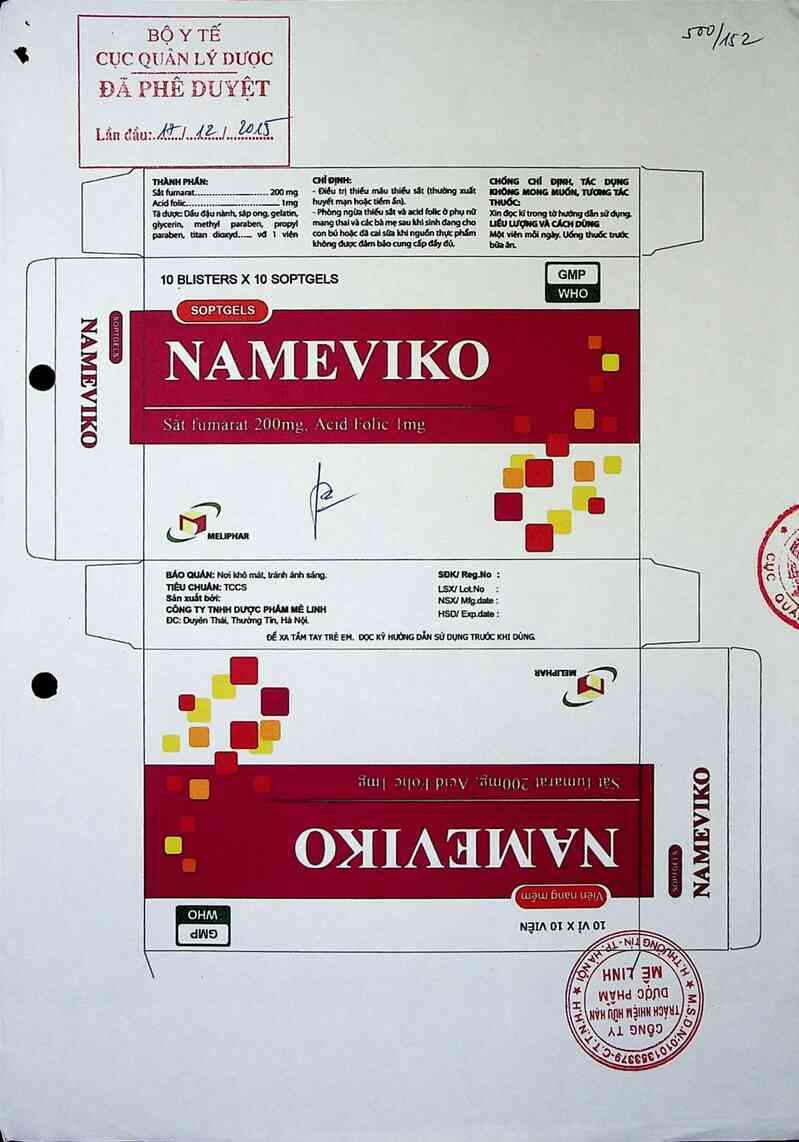 BỘ Y TẾ
CỤC QUẢN LÝ DƯỢC
ĐÃ PHÊ DUYỆT
Lần đầu: 17 / 12 / 2015
500/152
THÀNH PHẦN:
Sắt fumarat.......................... 200 mg
Acid folic................................ 1mg
Tá dược: Dầu đậu nành, sáp ong, gelatin,
glycerin, methyl paraben, propyl
paraben, titan dioxyd..... vđ 1 viên
CHỈ ĐỊNH:
- Điều trị thiếu máu thiếu sắt (thường xuất
huyết mạn hoặc tiềm ẩn).
- Phòng ngừa thiếu sắt và acid folic ở phụ nữ
mang thai và các bà mẹ sau khi sinh đang cho
con bú hoặc đã cai sữa khi nguồn thực phẩm
không được đảm bảo cung cấp đầy đủ.
CHỐNG CHỈ ĐỊNH, TÁC DỤNG
KHÔNG MONG MUỐN, TƯƠNG TÁC
THUỐC:
Xin đọc kĩ trong tờ hướng dẫn sử dụng.
LIỀU LƯỢNG VÀ CÁCH DÙNG
Một viên mỗi ngày. Uống thuốc trước
bữa ăn.
10 BLISTERS X 10 SOPTGELS
GMP
WHO
SOPTGELS
NAMEVIKO
Sắt fumarat 200mg, Acid Folic 1mg
MELIPHAR
SOPTGELS
NAMEVIKO
BẢO QUẢN: Nơi khô mát, tránh ánh sáng.
TIÊU CHUẨN: TCCS
Sản xuất bởi:
CÔNG TY TNHH DƯỢC PHẨM MÊ LINH
ĐC: Duyên Thái, Thường Tín, Hà Nội.
SĐK/ Reg.No :
LSX/ Lot.No :
NSX/ Mfg.date :
HSD/ Exp.date :
ĐỂ XA TẦM TAY TRẺ EM. ĐỌC KỸ HƯỚNG DẪN SỬ DỤNG TRƯỚC KHI DÙNG.
CỤC QUẢ
MELIPHAR
Sắt fumarat 200mg, Acid Folic 1mg
NAMEVIKO
Viên nang mềm
10 VỈ X 10 VIÊN
GMP
WHO
SOPTGELS
NAMEVIKO
M.S.D.N:0101353379-C.T.T.N.H.H
CÔNG TY
TRÁCH NHIỆM HỮU HẠN
DƯỢC PHẨM
MÊ LINH
H.THƯỜNG TÍN-TP.HÀ NỘI